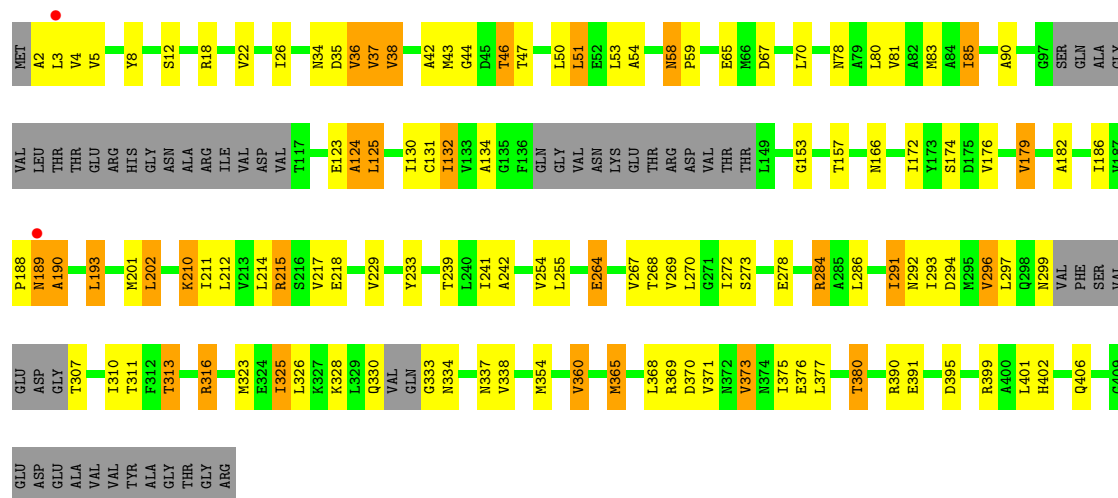 MET A2 L3 V4 V5 Y8 S12 R18 V22 I26 N34 D35 V36 V37 V38 A42 M43 G44 D45 T46 T47 L50 L51 E52 L53 A54 N58 P59 E65 M66 D67 L70 N78 A79 L80 V81 A82 M83 A84 I85 A90 G97 SER GLN ALA GLY
VAL LEU THR THR GLU ARG HIS GLY ASN ALA ARG ILE VAL ASP VAL T117 E123 A124 L125 I130 C131 I132 V133 A134 G135 F136 GLN GLY VAL ASN LYS GLU THR ARG ASP VAL THR THR L149 G153 T157 N166 I172 Y173 S174 D175 V176 V179 A182 I186 V187
P188 N189 A190 L193 M201 L202 K210 I211 L212 V213 L214 R215 S216 V217 E218 V229 Y233 T239 L240 I241 A242 V254 L255 E264 V267 T268 V269 L270 G271 I272 S273 E278 R284 A285 L286 I291 N292 I293 D294 M295 V296 L297 Q298 N299 VAL PHE SER VAL
GLU ASP GLY T307 I310 T311 F312 T313 R316 M323 E324 I325 L326 K327 K328 L329 Q330 VAL GLN G333 N334 N337 V338 M354 V360 M365 L368 R369 D370 V371 N372 V373 N374 I375 E376 L377 T380 R390 E391 D395 R399 A400 L401 H402 Q406 G409
GLU ASP GLU ALA VAL VAL TYR ALA GLY THR GLY ARG